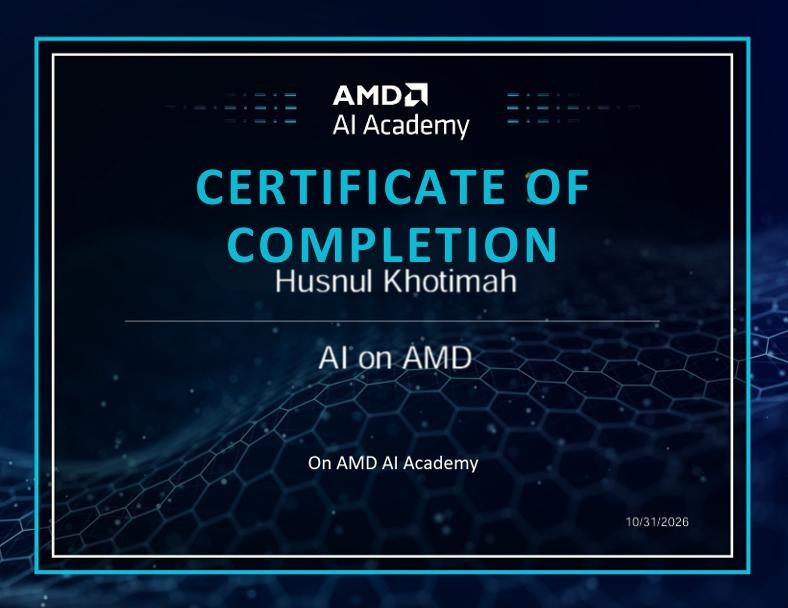 AMD
AI Academy
CERTIFICATE OF
COMPLETION
Husnul Khotimah
AI on AMD
On AMD AI Academy
10/31/2026